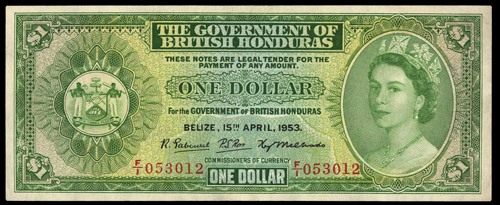 THE GOVERNMENT OF
BRITISH HONDURAS
$1 $1
THESE NOTES ARE LEGAL TENDER FOR THE
PAYMENT OF ANY AMOUNT.
ONE DOLLAR
For the GOVERNMENT OF BRITISH HONDURAS
BELIZE, 15TH APRIL, 1953.
F/1 053012 F/1 053012
COMMISSIONERS OF CURRENCY
$1 ONE DOLLAR $1